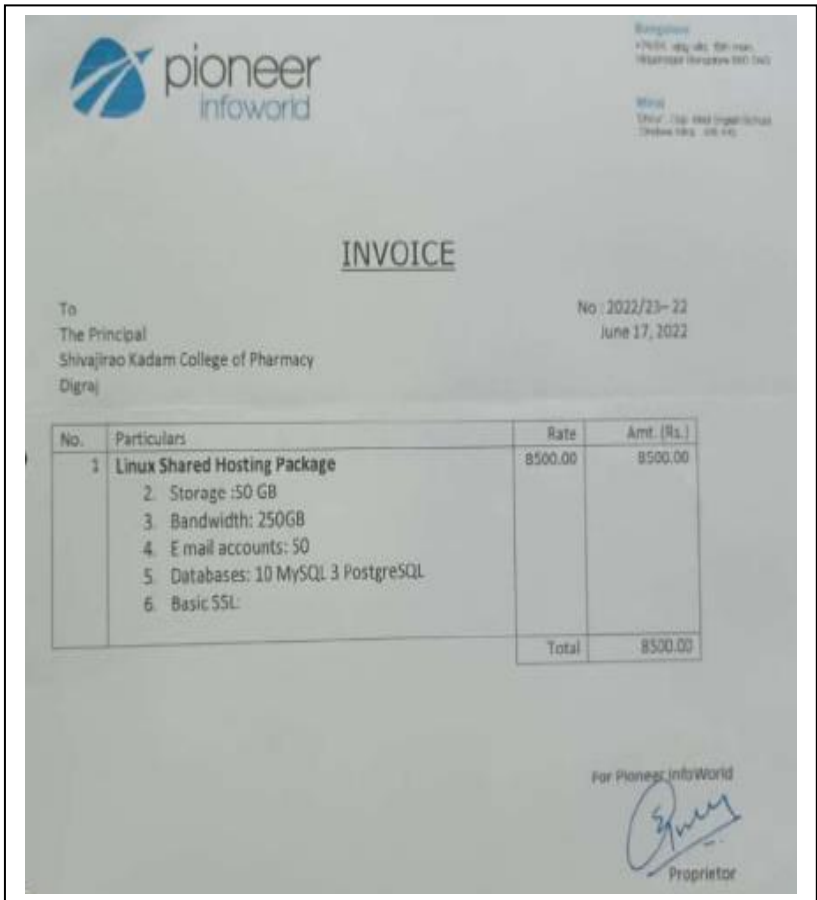 pioneer
infoworld
Bangalore
Miraj
INVOICE
To
No : 2022/23–22
The Principal
June 17, 2022
Shivajirao Kadam College of Pharmacy
Digraj
No. Particulars Rate Amt. (Rs.)
1 Linux Shared Hosting Package 8500.00 8500.00
2. Storage :50 GB
3. Bandwidth: 250GB
4. E mail accounts: 50
5. Databases: 10 MySQL 3 PostgreSQL
6. Basic SSL:
Total 8500.00
For Pioneer InfoWorld
Proprietor